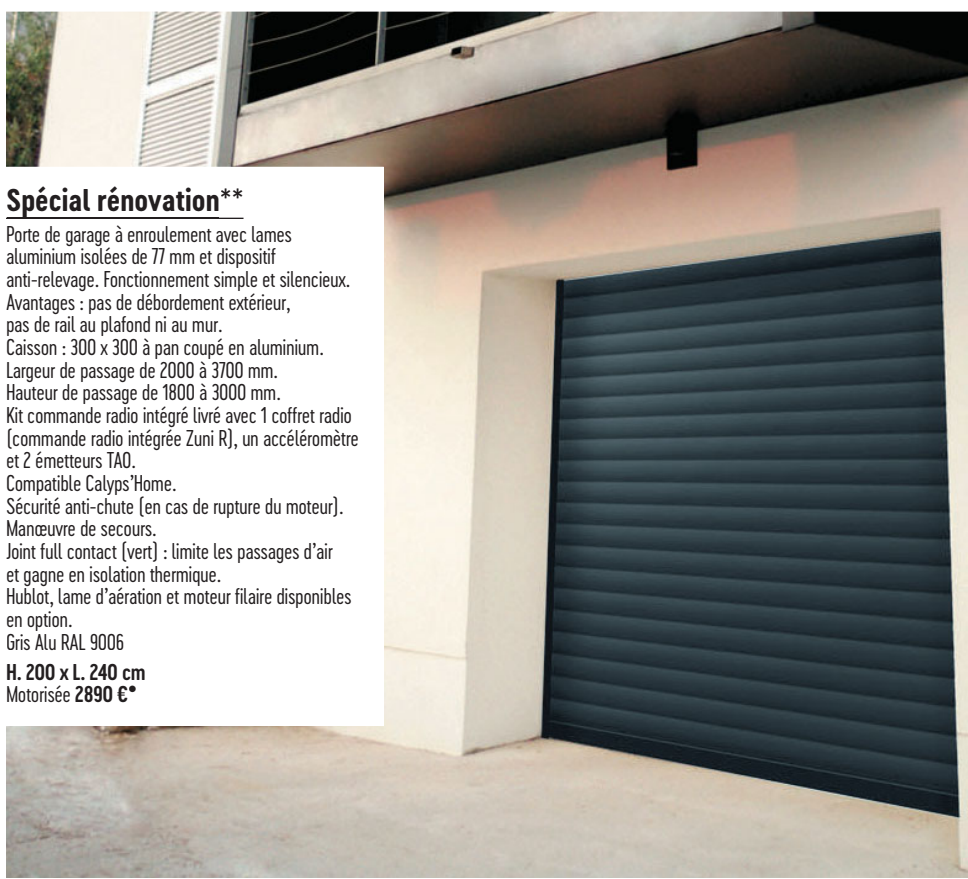 Spécial rénovation**
Porte de garage à enroulement avec lames
aluminium isolées de 77 mm et dispositif
anti-relevage. Fonctionnement simple et silencieux.
Avantages : pas de débordement extérieur,
pas de rail au plafond ni au mur.
Caisson : 300 x 300 à pan coupé en aluminium.
Largeur de passage de 2000 à 3700 mm.
Hauteur de passage de 1800 à 3000 mm.
Kit commande radio intégré livré avec 1 coffret radio
(commande radio intégrée Zuni R), un accéléromètre
et 2 émetteurs TAO.
Compatible Calyps'Home.
Sécurité anti-chute (en cas de rupture du moteur).
Manœuvre de secours.
Joint full contact (vert) : limite les passages d'air
et gagne en isolation thermique.
Hublot, lame d'aération et moteur filaire disponibles
en option.
Gris Alu RAL 9006
H. 200 x L. 240 cm
Motorisée 2890 €•